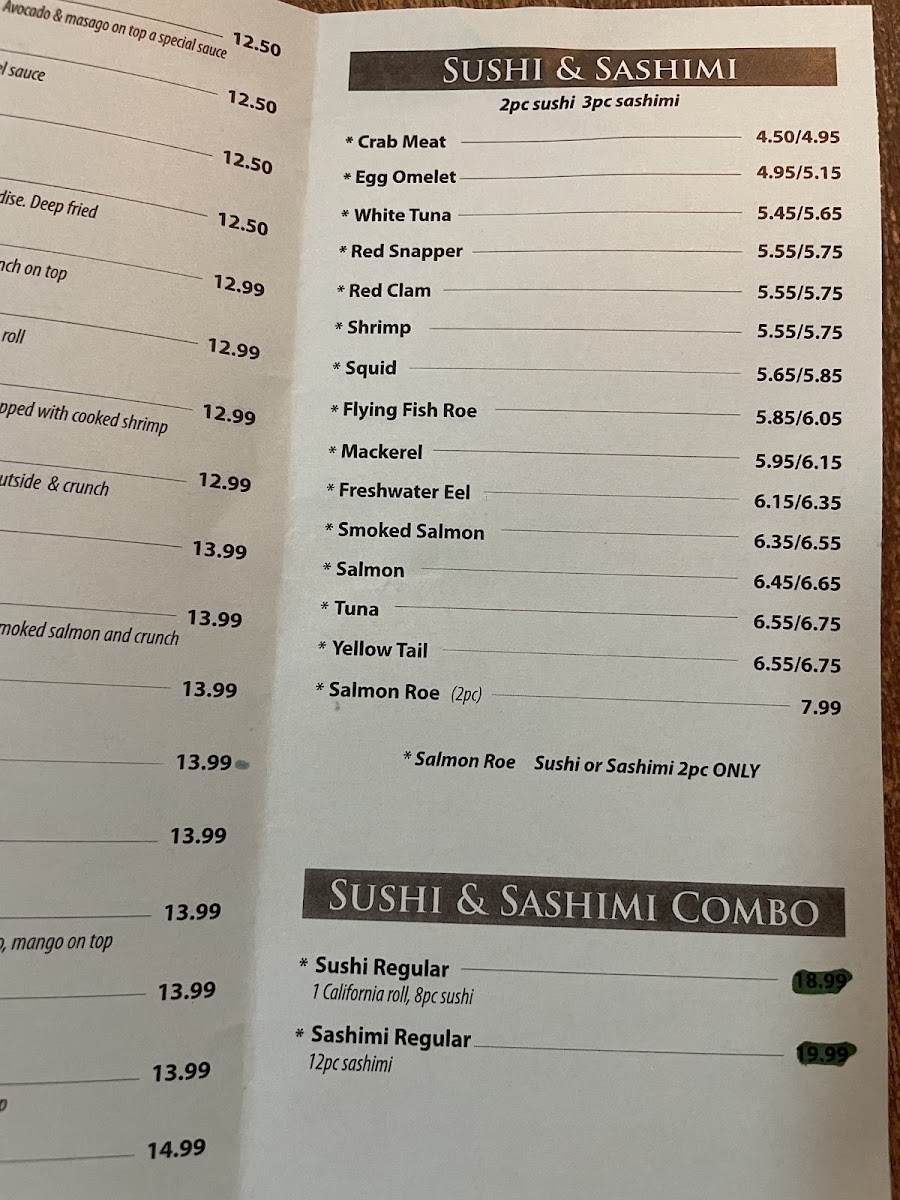 Avocado & masago on top a special sauce 12.50
sauce
12.50
12.50
Deep fried
12.50
on top
12.99
roll
12.99
with cooked shrimp
12.99
& crunch
12.99
13.99
13.99
salmon and crunch
13.99
13.99
13.99
13.99
mango on top
13.99
13.99
14.99
SUSHI & SASHIMI
2pc sushi 3pc sashimi
* Crab Meat 4.50/4.95
* Egg Omelet 4.95/5.15
* White Tuna 5.45/5.65
* Red Snapper 5.55/5.75
* Red Clam 5.55/5.75
* Shrimp 5.55/5.75
* Squid 5.65/5.85
* Flying Fish Roe 5.85/6.05
* Mackerel 5.95/6.15
* Freshwater Eel 6.15/6.35
* Smoked Salmon 6.35/6.55
* Salmon 6.45/6.65
* Tuna 6.55/6.75
* Yellow Tail 6.55/6.75
* Salmon Roe (2pc) 7.99
* Salmon Roe Sushi or Sashimi 2pc ONLY
SUSHI & SASHIMI COMBO
* Sushi Regular 18.99
1 California roll, 8pc sushi
* Sashimi Regular 19.99
12pc sashimi